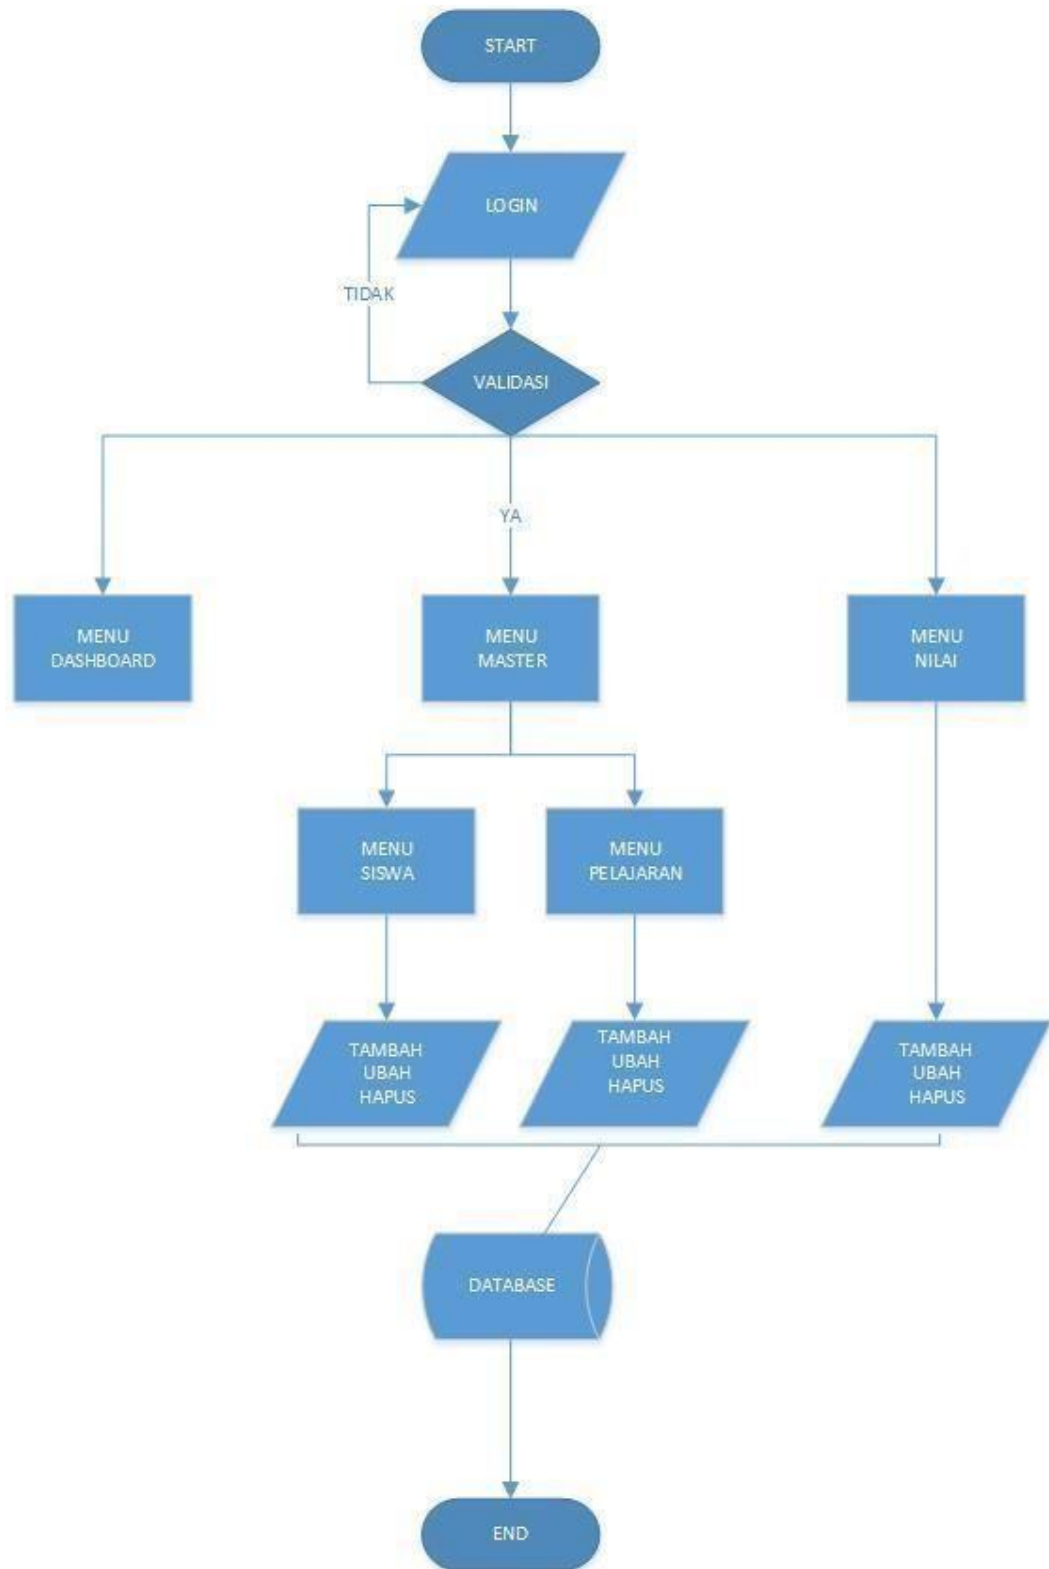 START
LOGIN
TIDAK
VALIDASI
YA
MENU
DASHBOARD
MENU
MASTER
MENU
NILAI
MENU
SISWA
MENU
PELAJARAN
TAMBAH
UBAH
HAPUS
TAMBAH
UBAH
HAPUS
TAMBAH
UBAH
HAPUS
DATABASE
END